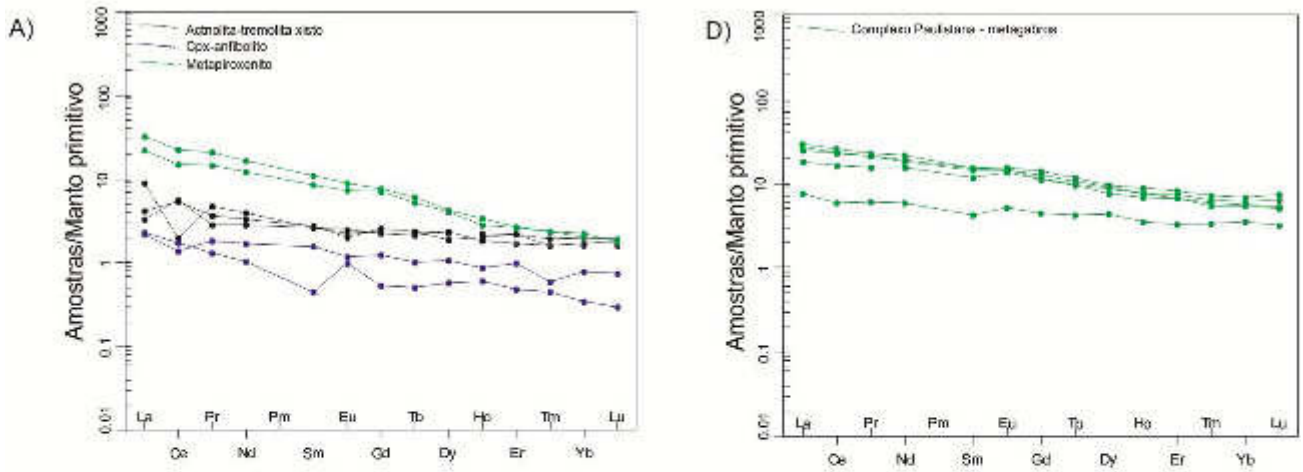 A)
Amostras/Manto primitivo
1000
100
10
1
0.1
0.01
Actnolita-tremolita xisto
Cpx-anfibolito
Metapiroxenito
La Pr Pm Eu Tb Ho Tm Lu
Ce Nd Sm Gd Dy Er Yb
D)
Amostras/Manto primitivo
1000
100
10
1
0.1
0.01
Complexo Paulistana - metagabros
La Pr Pm Eu Tb Ho Tm Lu
Ce Nd Sm Gd Dy Er Yb